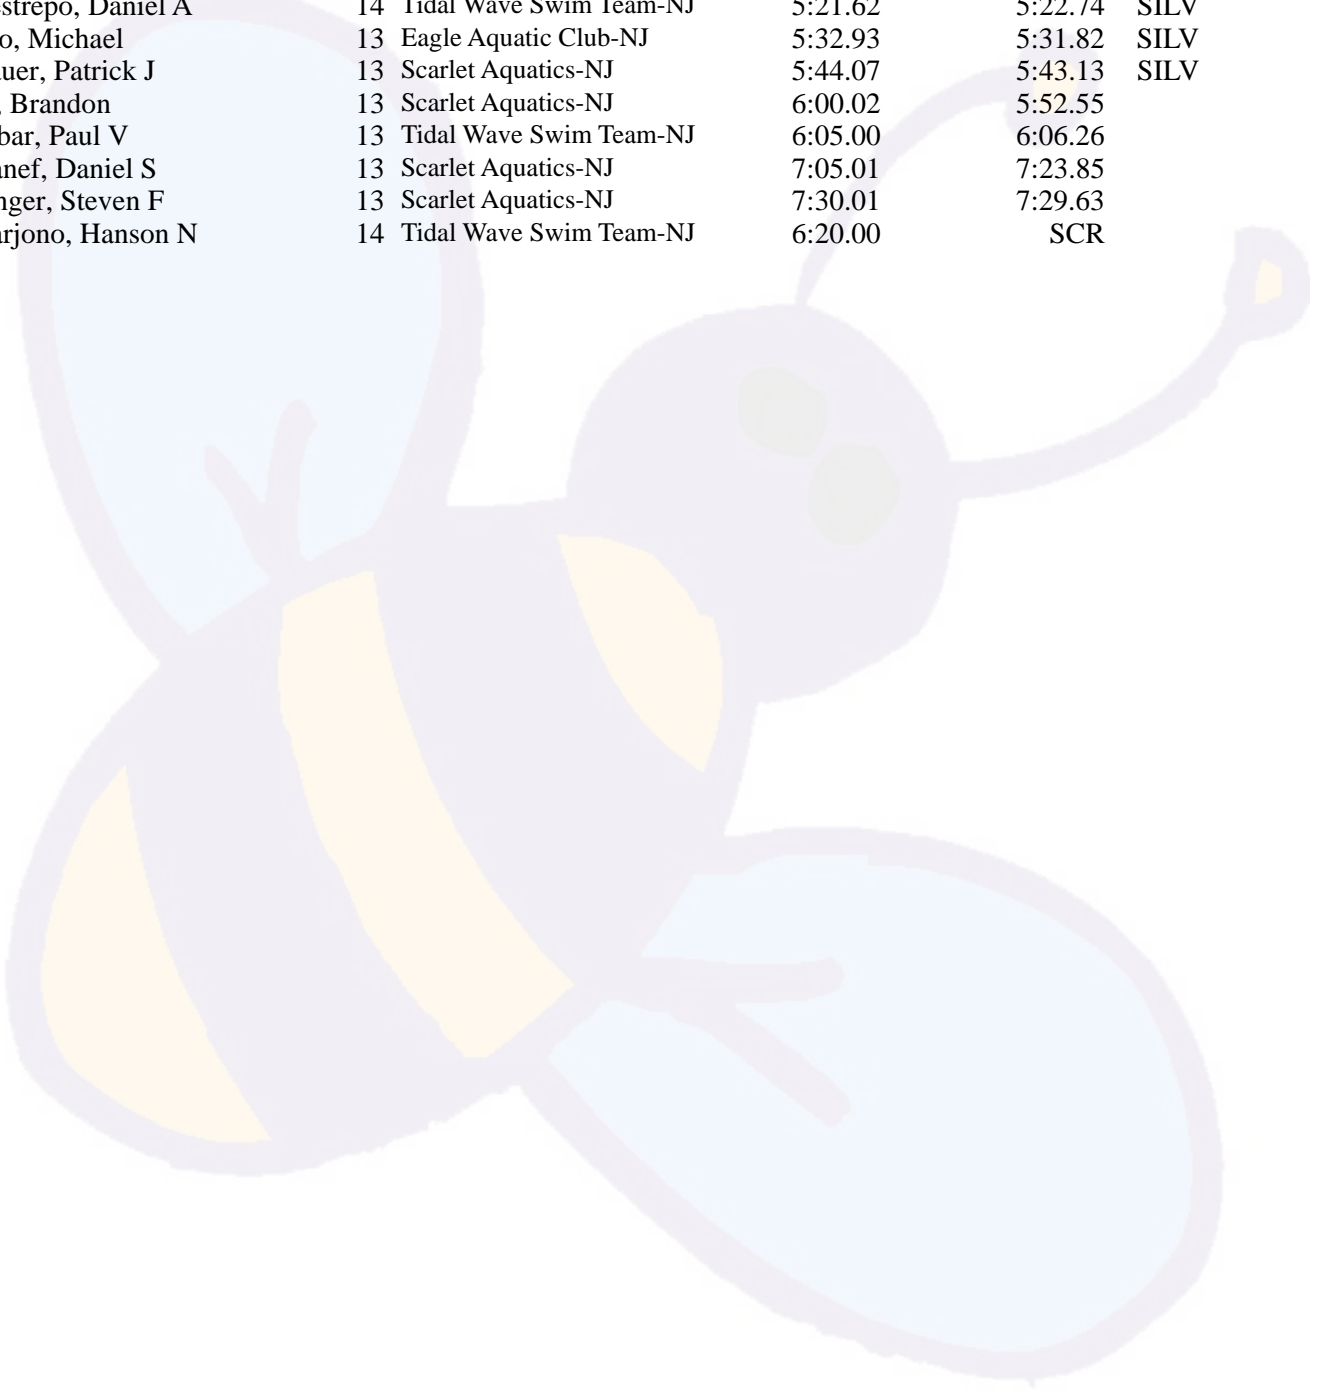 estrepo, Daniel A 14 Tidal Wave Swim Team-NJ 5:21.62 5:22.74 SILV
o, Michael 13 Eagle Aquatic Club-NJ 5:32.93 5:31.82 SILV
uer, Patrick J 13 Scarlet Aquatics-NJ 5:44.07 5:43.13 SILV
, Brandon 13 Scarlet Aquatics-NJ 6:00.02 5:52.55
bar, Paul V 13 Tidal Wave Swim Team-NJ 6:05.00 6:06.26
anef, Daniel S 13 Scarlet Aquatics-NJ 7:05.01 7:23.85
nger, Steven F 13 Scarlet Aquatics-NJ 7:30.01 7:29.63
arjono, Hanson N 14 Tidal Wave Swim Team-NJ 6:20.00 SCR